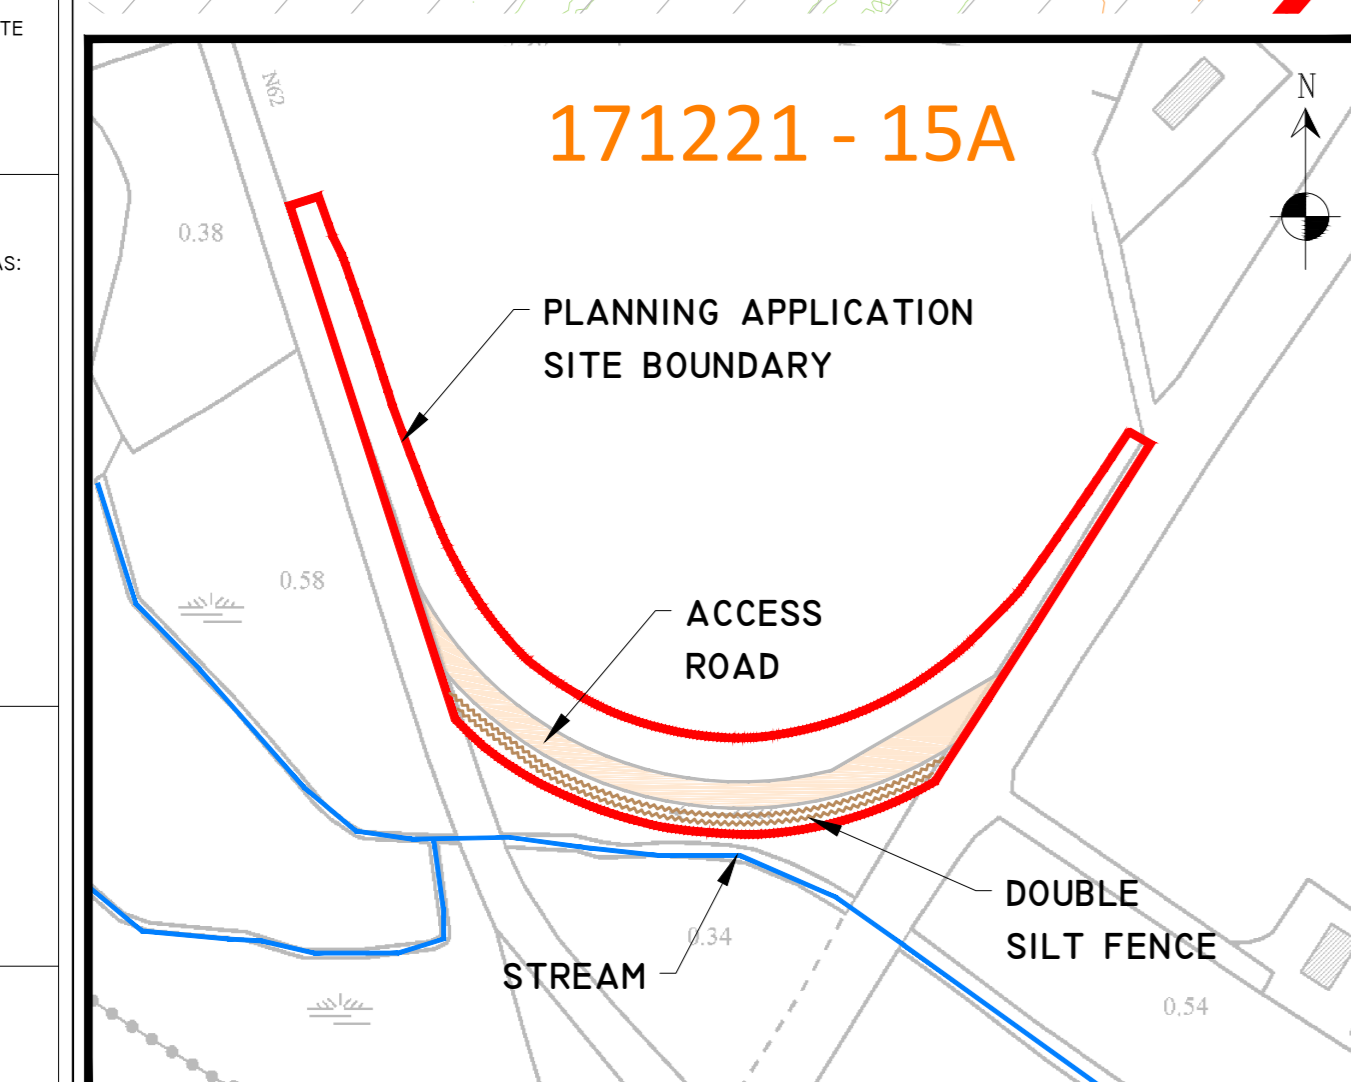 TE
AS:
N62
171221 - 15A
N
0.38
PLANNING APPLICATION
SITE BOUNDARY
0.58
ACCESS
ROAD
DOUBLE
SILT FENCE
0.34
STREAM
0.54